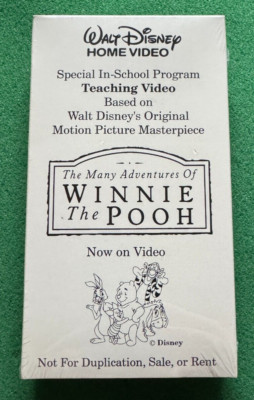 Walt Disney
HOME VIDEO
Special In-School Program
Teaching Video
Based on
Walt Disney's Original
Motion Picture Masterpiece
The Many Adventures Of
WINNIE
The POOH
Now on Video
© Disney
Not For Duplication, Sale, or Rent